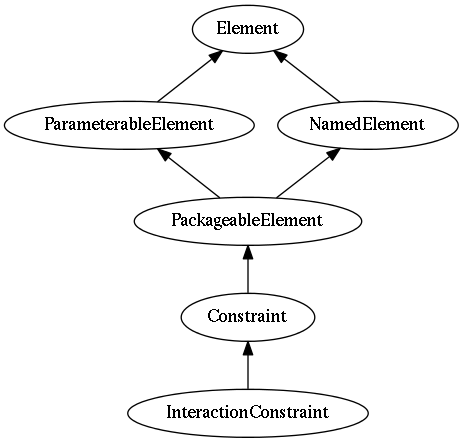 Element
ParameterableElement
NamedElement
PackageableElement
Constraint
InteractionConstraint